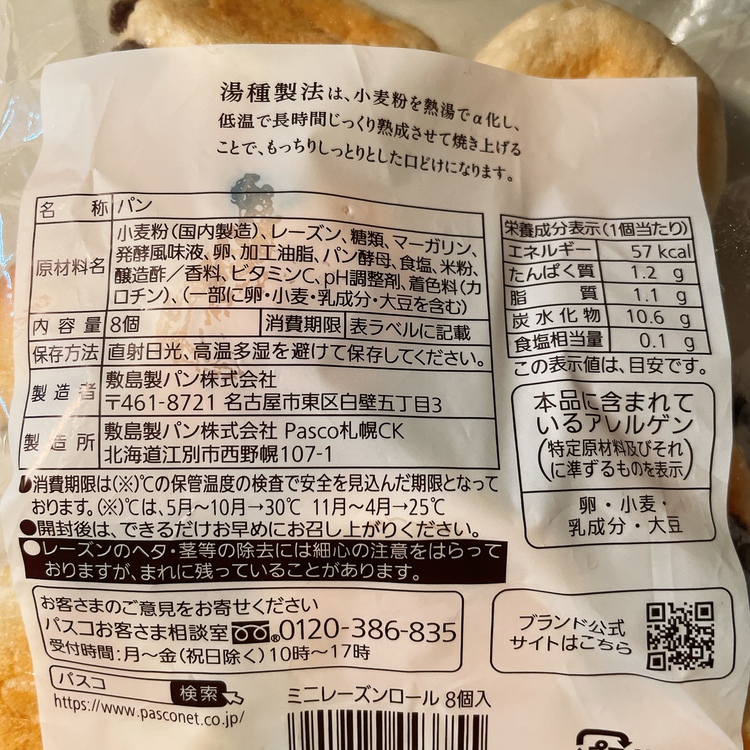 湯種製法は、小麦粉を熱湯でα化し、
低温で長時間じっくり熟成させて焼き上げる
ことで、もっちりしっとりとした口どけになります。
名 称 パン
原材料名 小麦粉(国内製造)、レーズン、糖類、マーガリン、
発酵風味液、卵、加工油脂、パン酵母、食塩、米粉、
醸造酢/香料、ビタミンC、pH調整剤、着色料(カ
ロチン)、(一部に卵・小麦・乳成分・大豆を含む)
内容量 8個 消費期限 表ラベルに記載
保存方法 直射日光、高温多湿を避けて保存してください。
製造者 敷島製パン株式会社
〒461-8721 名古屋市東区白壁五丁目3
製造所 敷島製パン株式会社 Pasco札幌CK
北海道江別市西野幌107-1
栄養成分表示(1個当たり)
エネルギー 57 kcal
たんぱく質 1.2 g
脂 質 1.1 g
炭水化物 10.6 g
食塩相当量 0.1 g
この表示値は、目安です。
本品に含まれて
いるアレルゲン
(特定原材料及びそれ
に準ずるものを表示)
卵・小麦・
乳成分・大豆
●消費期限は(※)℃の保管温度の検査で安全を見込んだ期限となって
おります。(※)℃は、5月~10月→30℃ 11月~4月→25℃
●開封後は、できるだけお早めにお召し上がりください。
●レーズンのヘタ・茎等の除去には細心の注意をはらって
おりますが、まれに残っていることがあります。
お客さまのご意見をお寄せください
パスコお客さま相談室 0120-386-835
受付時間:月~金(祝日除く)10時~17時
ブランド公式
サイトはこちら
パスコ 検索
https://www.pasconet.co.jp/
ミニレーズンロール 8個入